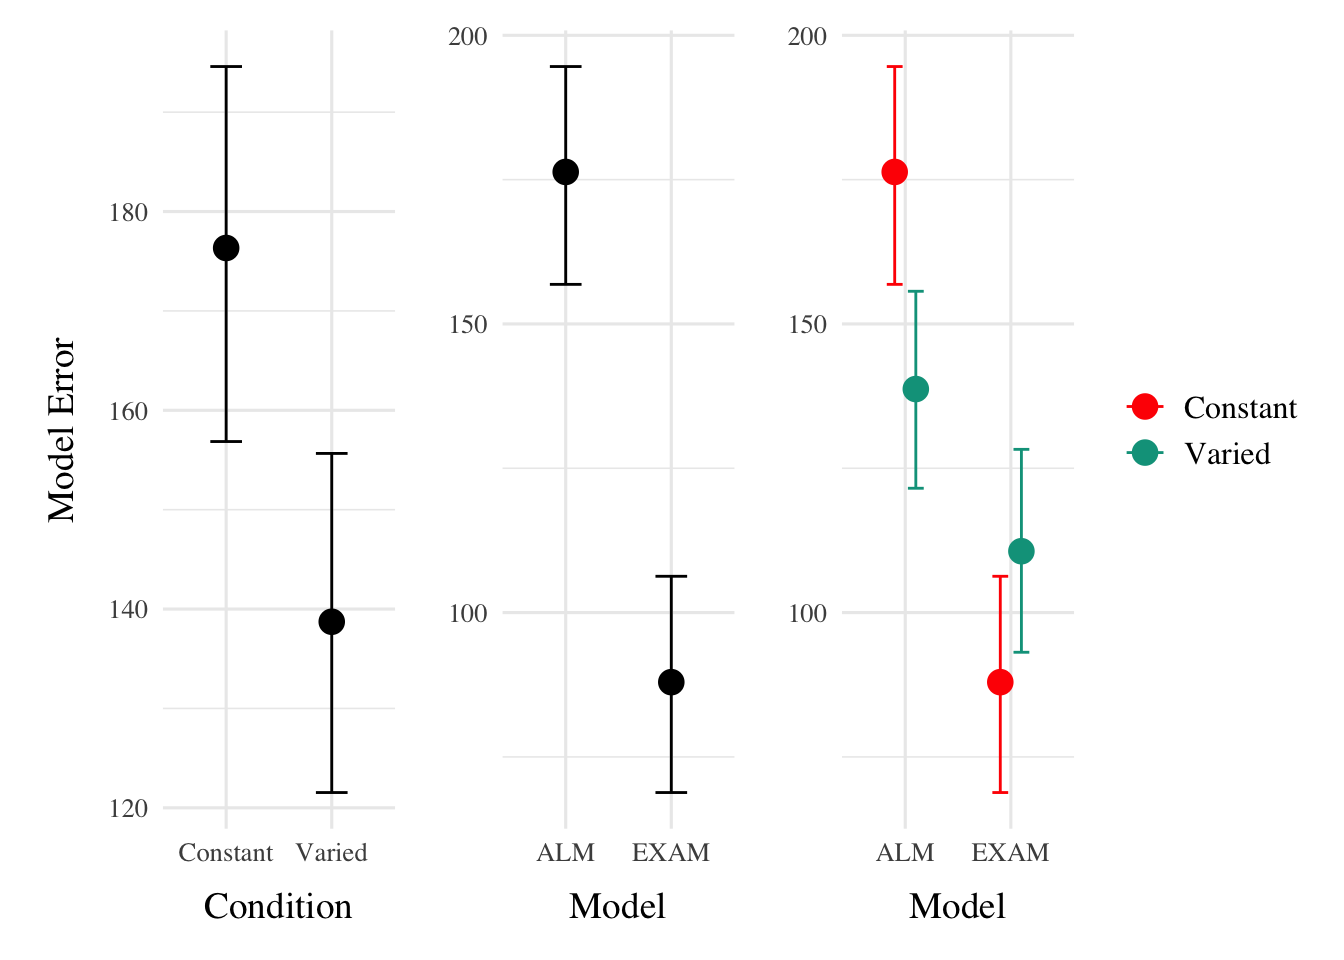 Model Error
180
160
140
120
Constant Varied
Condition
200
150
100
ALM EXAM
Model
200
150
100
ALM EXAM
Model
Constant
Varied